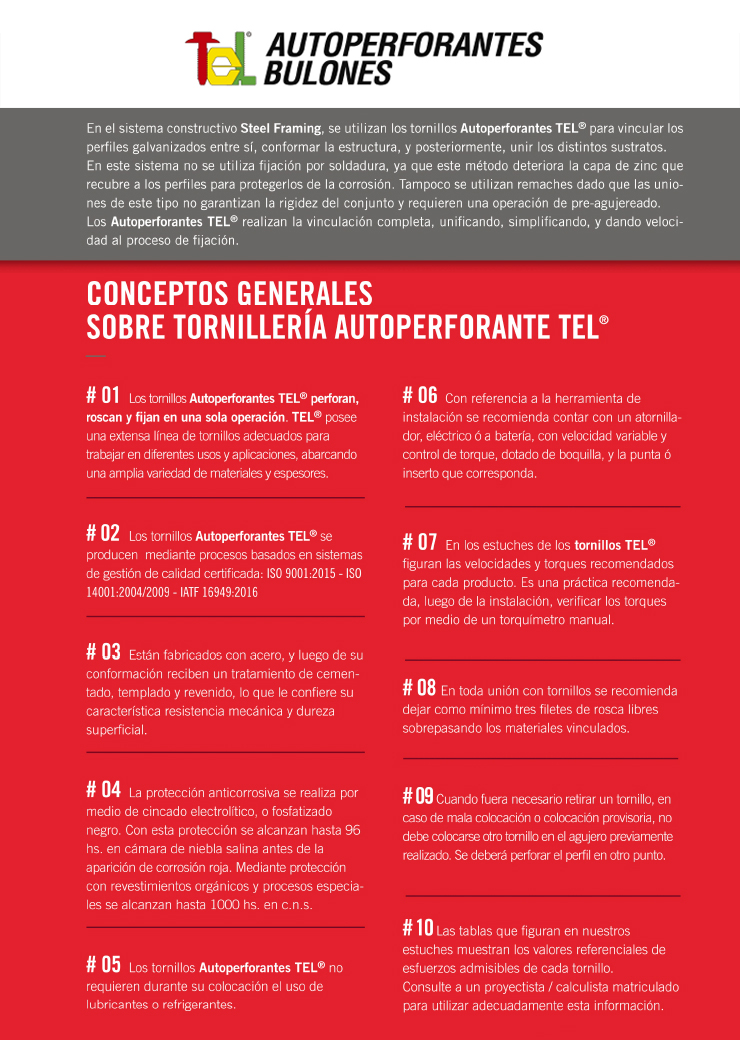 TEL® AUTOPERFORANTES
BULONES
En el sistema constructivo Steel Framing, se utilizan los tornillos Autoperforantes TEL® para vincular los
perfiles galvanizados entre sí, conformar la estructura, y posteriormente, unir los distintos sustratos.
En este sistema no se utiliza fijación por soldadura, ya que este método deteriora la capa de zinc que
recubre a los perfiles para protegerlos de la corrosión. Tampoco se utilizan remaches dado que las unio-
nes de este tipo no garantizan la rigidez del conjunto y requieren una operación de pre-agujereado.
Los Autoperforantes TEL® realizan la vinculación completa, unificando, simplificando, y dando veloci-
dad al proceso de fijación.
CONCEPTOS GENERALES
SOBRE TORNILLERÍA AUTOPERFORANTE TEL®
# 01 Los tornillos Autoperforantes TEL® perforan,
roscan y fijan en una sola operación. TEL® posee
una extensa línea de tornillos adecuados para
trabajar en diferentes usos y aplicaciones, abarcando
una amplia variedad de materiales y espesores.
# 02 Los tornillos Autoperforantes TEL® se
producen mediante procesos basados en sistemas
de gestión de calidad certificada: ISO 9001:2015 - ISO
14001:2004/2009 - IATF 16949:2016
# 03 Están fabricados con acero, y luego de su
conformación reciben un tratamiento de cemen-
tado, templado y revenido, lo que le confiere su
característica resistencia mecánica y dureza
superficial.
# 04 La protección anticorrosiva se realiza por
medio de cincado electrolítico, o fosfatizado
negro. Con esta protección se alcanzan hasta 96
hs. en cámara de niebla salina antes de la
aparición de corrosión roja. Mediante protección
con revestimientos orgánicos y procesos especia-
les se alcanzan hasta 1000 hs. en c.n.s.
# 05 Los tornillos Autoperforantes TEL® no
requieren durante su colocación el uso de
lubricantes o refrigerantes.
# 06 Con referencia a la herramienta de
instalación se recomienda contar con un atornilla-
dor, eléctrico ó a batería, con velocidad variable y
control de torque, dotado de boquilla, y la punta ó
inserto que corresponda.
# 07 En los estuches de los tornillos TEL®
figuran las velocidades y torques recomendados
para cada producto. Es una práctica recomenda-
da, luego de la instalación, verificar los torques
por medio de un torquímetro manual.
# 08 En toda unión con tornillos se recomienda
dejar como mínimo tres filetes de rosca libres
sobrepasando los materiales vinculados.
# 09 Cuando fuera necesario retirar un tornillo, en
caso de mala colocación o colocación provisoria, no
debe colocarse otro tornillo en el agujero previamente
realizado. Se deberá perforar el perfil en otro punto.
# 10 Las tablas que figuran en nuestros
estuches muestran los valores referenciales de
esfuerzos admisibles de cada tornillo.
Consulte a un proyectista / calculista matriculado
para utilizar adecuadamente esta información.